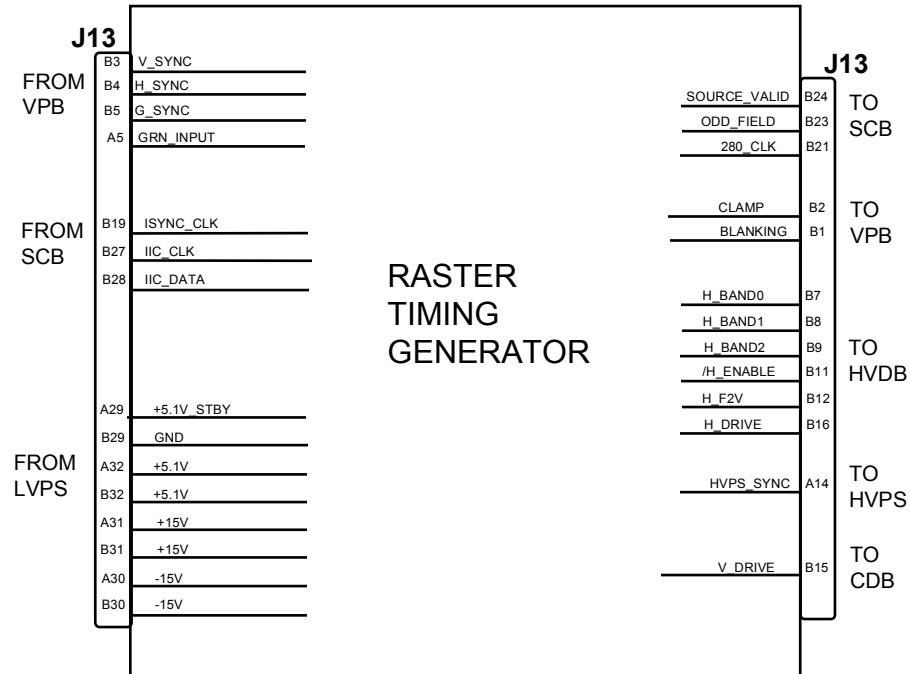 J13
FROM
VPB
B3 V_SYNC
B4 H_SYNC
B5 G_SYNC
A5 GRN_INPUT
FROM
SCB
B19 ISYNC_CLK
B27 IIC_CLK
B28 IIC_DATA
FROM
LVPS
A29 +5.1V_STBY
B29 GND
A32 +5.1V
B32 +5.1V
A31 +15V
B31 +15V
A30 -15V
B30 -15V
RASTER
TIMING
GENERATOR
J13
SOURCE_VALID B24
ODD_FIELD B23
280_CLK B21
TO
SCB
CLAMP B2
BLANKING B1
TO
VPB
H_BAND0 B7
H_BAND1 B8
H_BAND2 B9
/H_ENABLE B11
H_F2V B12
H_DRIVE B16
TO
HVDB
HVPS_SYNC A14
TO
HVPS
V_DRIVE B15
TO
CDB